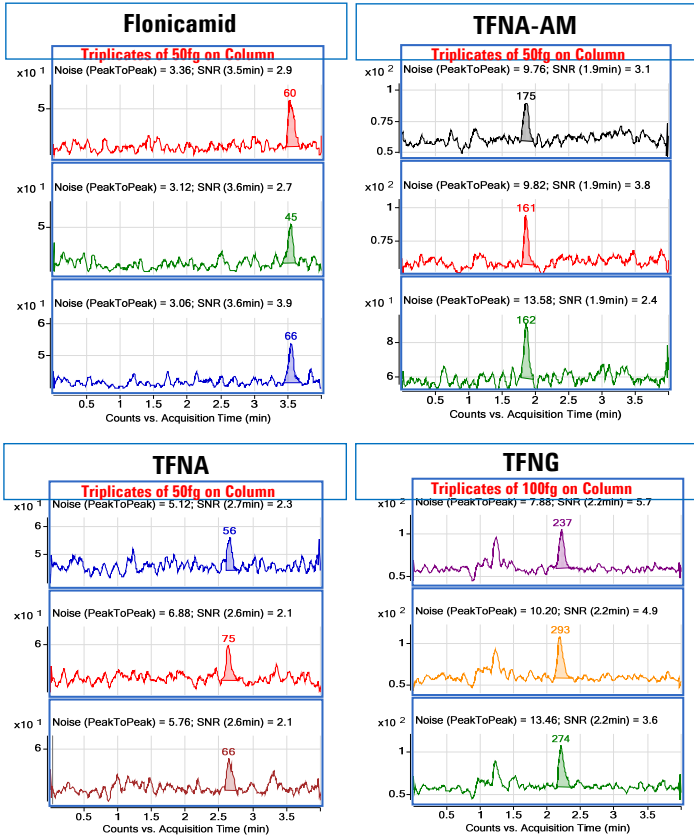 Flonicamid
Triplicates of 50fg on Column
x10 1
Noise (PeakToPeak) = 3.36; SNR (3.5min) = 2.9
60
5
x10 1
Noise (PeakToPeak) = 3.12; SNR (3.6min) = 2.7
45
5
x10 1
Noise (PeakToPeak) = 3.06; SNR (3.6min) = 3.9
66
6
5
0.5 1 1.5 2 2.5 3 3.5
Counts vs. Acquisition Time (min)
TFNA-AM
Triplicates of 50fg on Column
x10 2
Noise (PeakToPeak) = 9.76; SNR (1.9min) = 3.1
175
1
0.75
0.5
x10 2
Noise (PeakToPeak) = 9.82; SNR (1.9min) = 3.8
161
1
0.75
x10 1
Noise (PeakToPeak) = 13.58; SNR (1.9min) = 2.4
162
8
6
0.5 1 1.5 2 2.5 3 3.5
Counts vs. Acquisition Time (min)
TFNA
Triplicates of 50fg on Column
x10 1
Noise (PeakToPeak) = 5.12; SNR (2.7min) = 2.3
56
6
5
x10 1
Noise (PeakToPeak) = 6.88; SNR (2.6min) = 2.1
75
6
x10 1
Noise (PeakToPeak) = 5.76; SNR (2.6min) = 2.1
66
6
0.5 1 1.5 2 2.5 3 3.5
Counts vs. Acquisition Time (min)
TFNG
Triplicates of 100fg on Column
x10 2
Noise (PeakToPeak) = 7.88; SNR (2.2min) = 5.7
237
1
0.5
x10 2
Noise (PeakToPeak) = 10.20; SNR (2.2min) = 4.9
293
1
0.5
x10 2
Noise (PeakToPeak) = 13.46; SNR (2.2min) = 3.6
274
1
0.5
0.5 1 1.5 2 2.5 3 3.5
Counts vs. Acquisition Time (min)